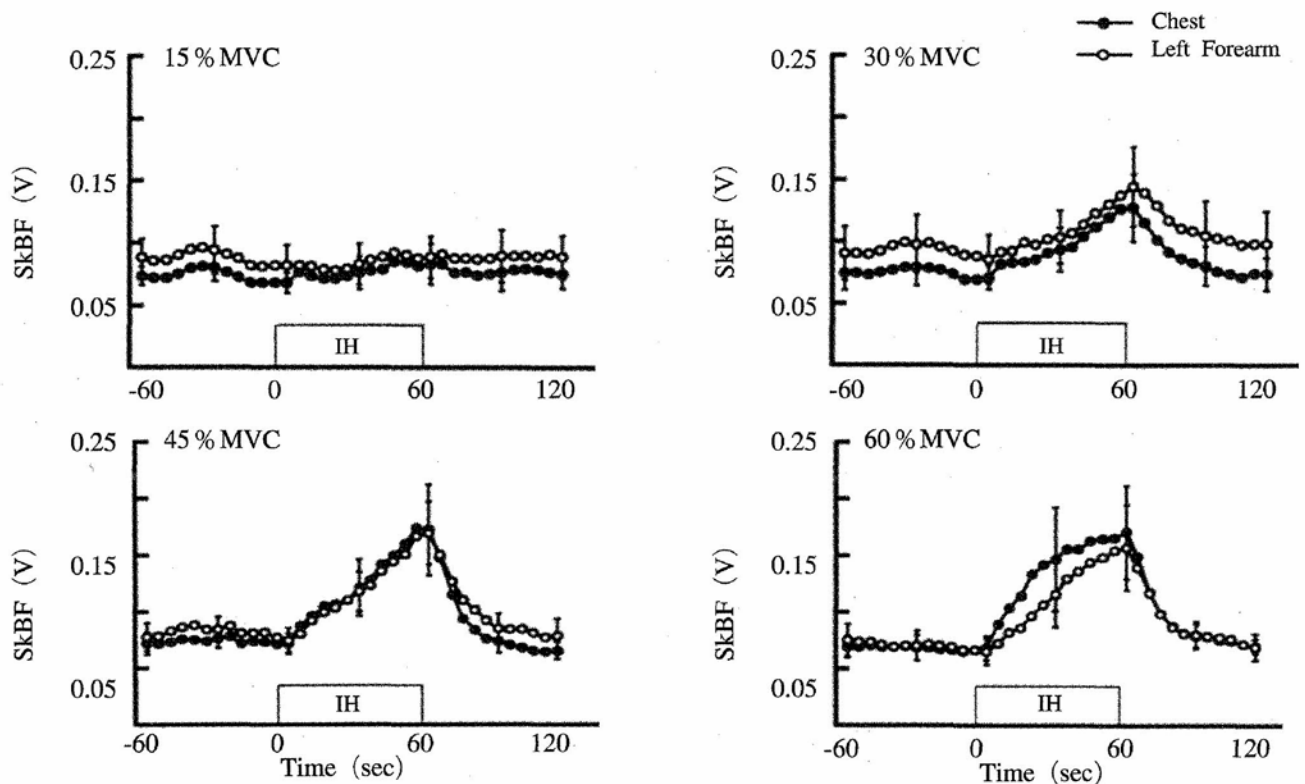 Chest
Left Forearm
15 % MVC
0.25
0.15
0.05
SkBF (V)
IH
-60
0
60
120
30 % MVC
0.25
0.15
0.05
SkBF (V)
IH
-60
0
60
120
45 % MVC
0.25
0.15
0.05
SkBF (V)
IH
-60
0
60
120
Time (sec)
60 % MVC
0.25
0.15
0.05
SkBF (V)
IH
-60
0
60
120
Time (sec)